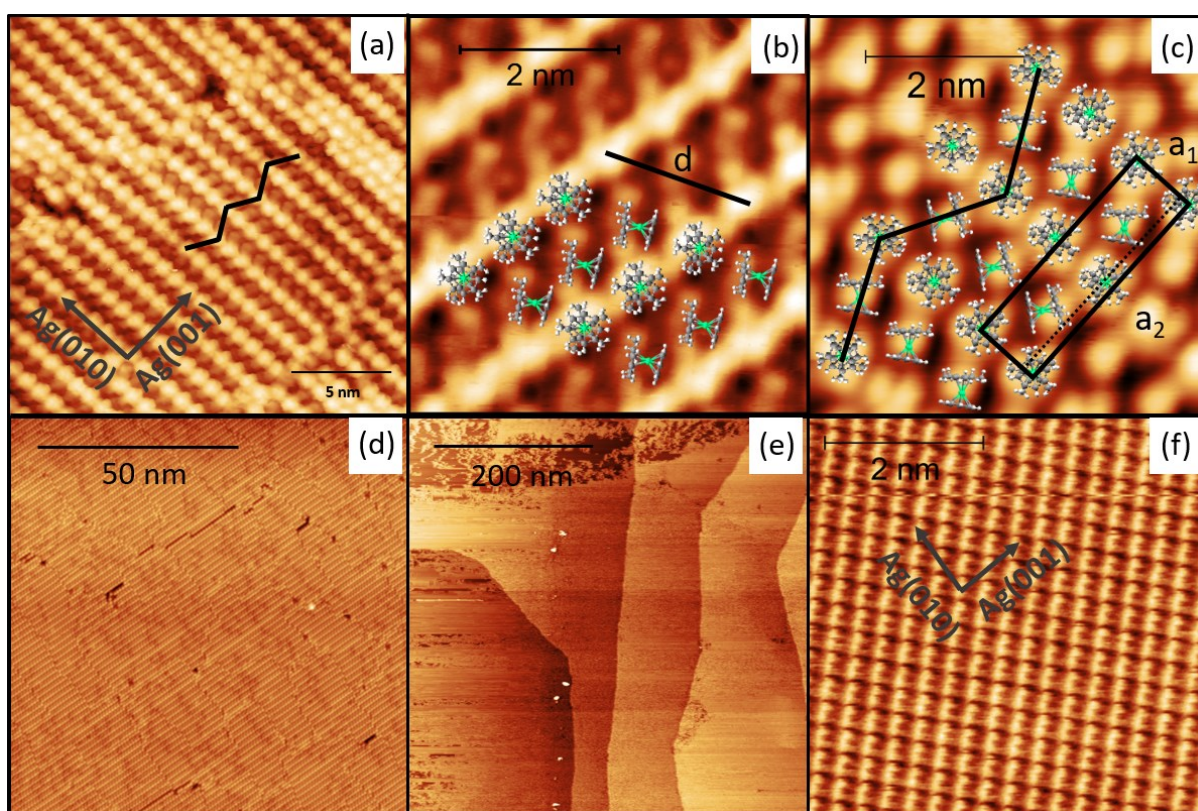 (a)
Ag(010)
Ag(001)
5 nm
(b)
2 nm
d
(c)
2 nm
a1
a2
(d)
50 nm
(e)
200 nm
(f)
2 nm
Ag(010)
Ag(001)